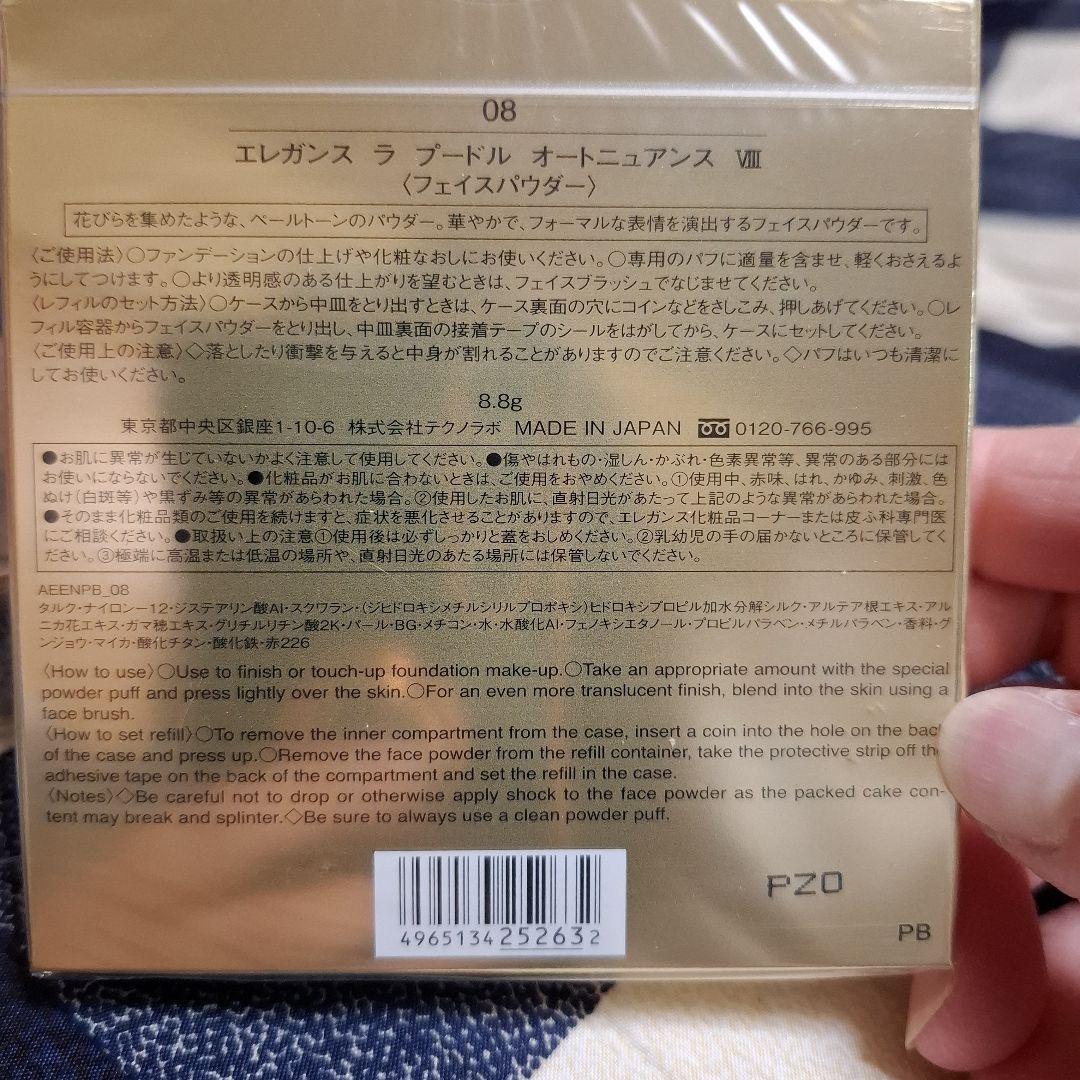 08
エレガンス ラ プードル オートニュアンス Ⅷ
〈フェイスパウダー〉
花びらを集めたような、ペールトーンのパウダー。華やかで、フォーマルな表情を演出するフェイスパウダーです。
〈ご使用法〉○ファンデーションの仕上げや化粧なおしにお使いください。○専用のパフに適量を含ませ、軽くおさえるよ
うにしてつけます。○より透明感のある仕上がりを望むときは、フェイスブラッシュでなじませてください。
〈レフィルのセット方法〉○ケースから中皿をとり出すときは、ケース裏面の穴にコインなどをさしこみ、押しあげてください。○レ
フィル容器からフェイスパウダーをとり出し、中皿裏面の接着テープのシールをはがしてから、ケースにセットしてください。
〈ご使用上の注意〉◇落としたり衝撃を与えると中身が割れることがありますのでご注意ください。◇パフはいつも清潔に
してお使いください。
8.8g
東京都中央区銀座1-10-6 株式会社テクノラボ MADE IN JAPAN 0120-766-995
●お肌に異常が生じていないかよく注意して使用してください。●傷やはれもの・湿しん・かぶれ・色素異常等、異常のある部分には
お使いにならないでください。●化粧品がお肌に合わないときは、ご使用をおやめください。①使用中、赤味、はれ、かゆみ、刺激、色
ぬけ(白斑等)や黒ずみ等の異常があらわれた場合。②使用したお肌に、直射日光があたって上記のような異常があらわれた場合。
●そのまま化粧品類のご使用を続けますと、症状を悪化させることがありますので、エレガンス化粧品コーナーまたは皮ふ科専門医
にご相談ください。●取扱い上の注意①使用後は必ずしっかりと蓋をおしめください。②乳幼児の手の届かないところに保管してく
ださい。③極端に高温または低温の場所や、直射日光のあたる場所には保管しないでください。
AEENPB_08
タルク・ナイロン-12・ジステアリン酸Al・スクワラン・(ジヒドロキシメチルシリルプロポキシ)ヒドロキシプロピル加水分解シルク・アルテア根エキス・アル
ニカ花エキス・ガマ穂エキス・グリチルリチン酸2K・パール・BG・メチコン・水・水酸化Al・フェノキシエタノール・プロピルパラベン・メチルパラベン・香料・グ
ンジョウ・マイカ・酸化チタン・酸化鉄・赤226
〈How to use〉○Use to finish or touch-up foundation make-up.○Take an appropriate amount with the special
powder puff and press lightly over the skin.○For an even more translucent finish, blend into the skin using a
face brush.
〈How to set refill〉○To remove the inner compartment from the case, insert a coin into the hole on the back
of the case and press up.○Remove the face powder from the refill container, take the protective strip off the
adhesive tape on the back of the compartment and set the refill in the case.
〈Notes〉◇Be careful not to drop or otherwise apply shock to the face powder as the packed cake con-
tent may break and splinter.◇Be sure to always use a clean powder puff.
PZ0
4965134252632
PB